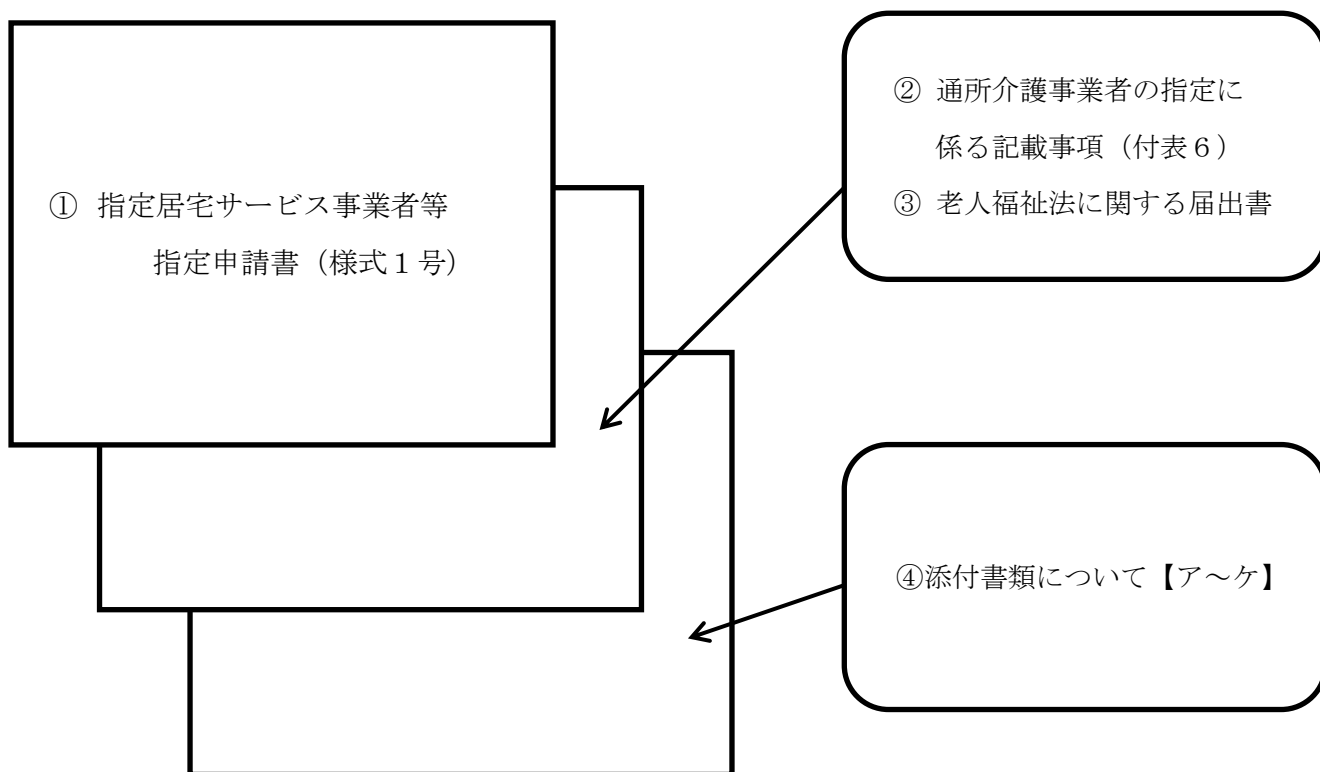 ① 指定居宅サービス事業者等
指定申請書（様式１号）
② 通所介護事業者の指定に
係る記載事項（付表６）
③ 老人福祉法に関する届出書
④添付書類について【ア～ケ】